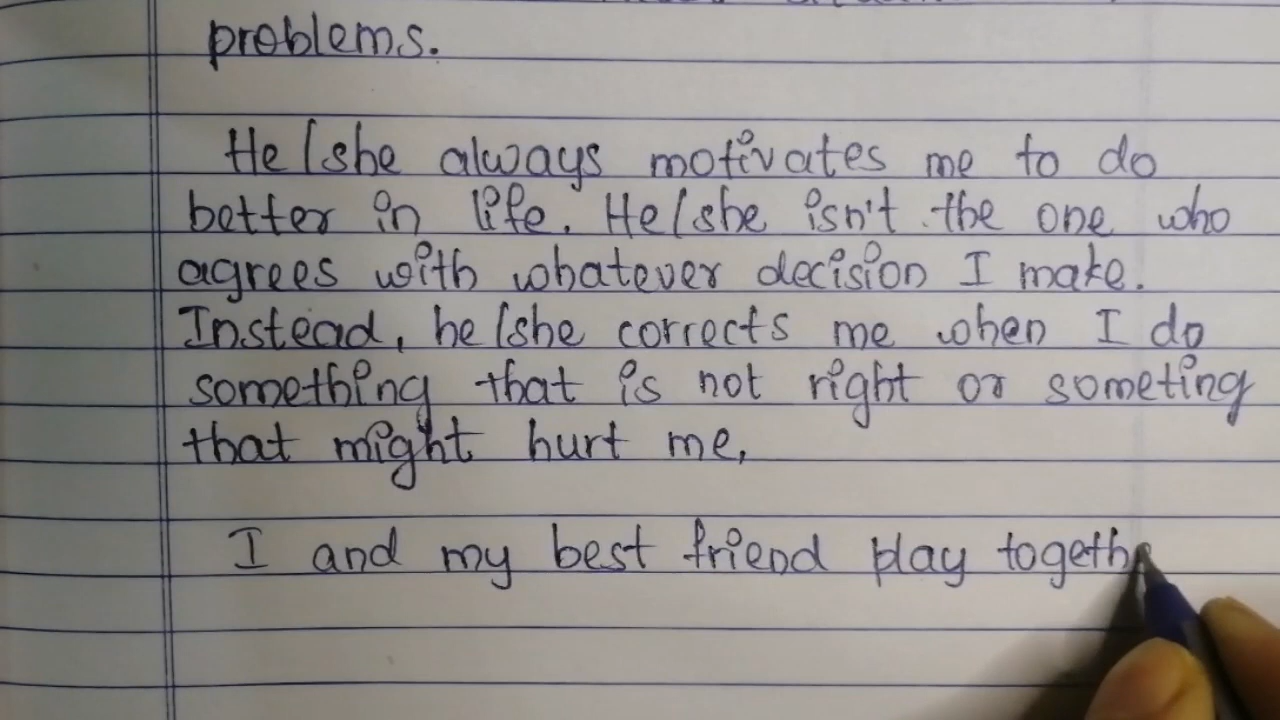 problems.
He/she always motivates me to do
better in life. He/she isn't the one who
agrees with whatever decision I make.
Instead, he/she corrects me when I do
something that is not right or someting
that might hurt me,
I and my best friend play togeth